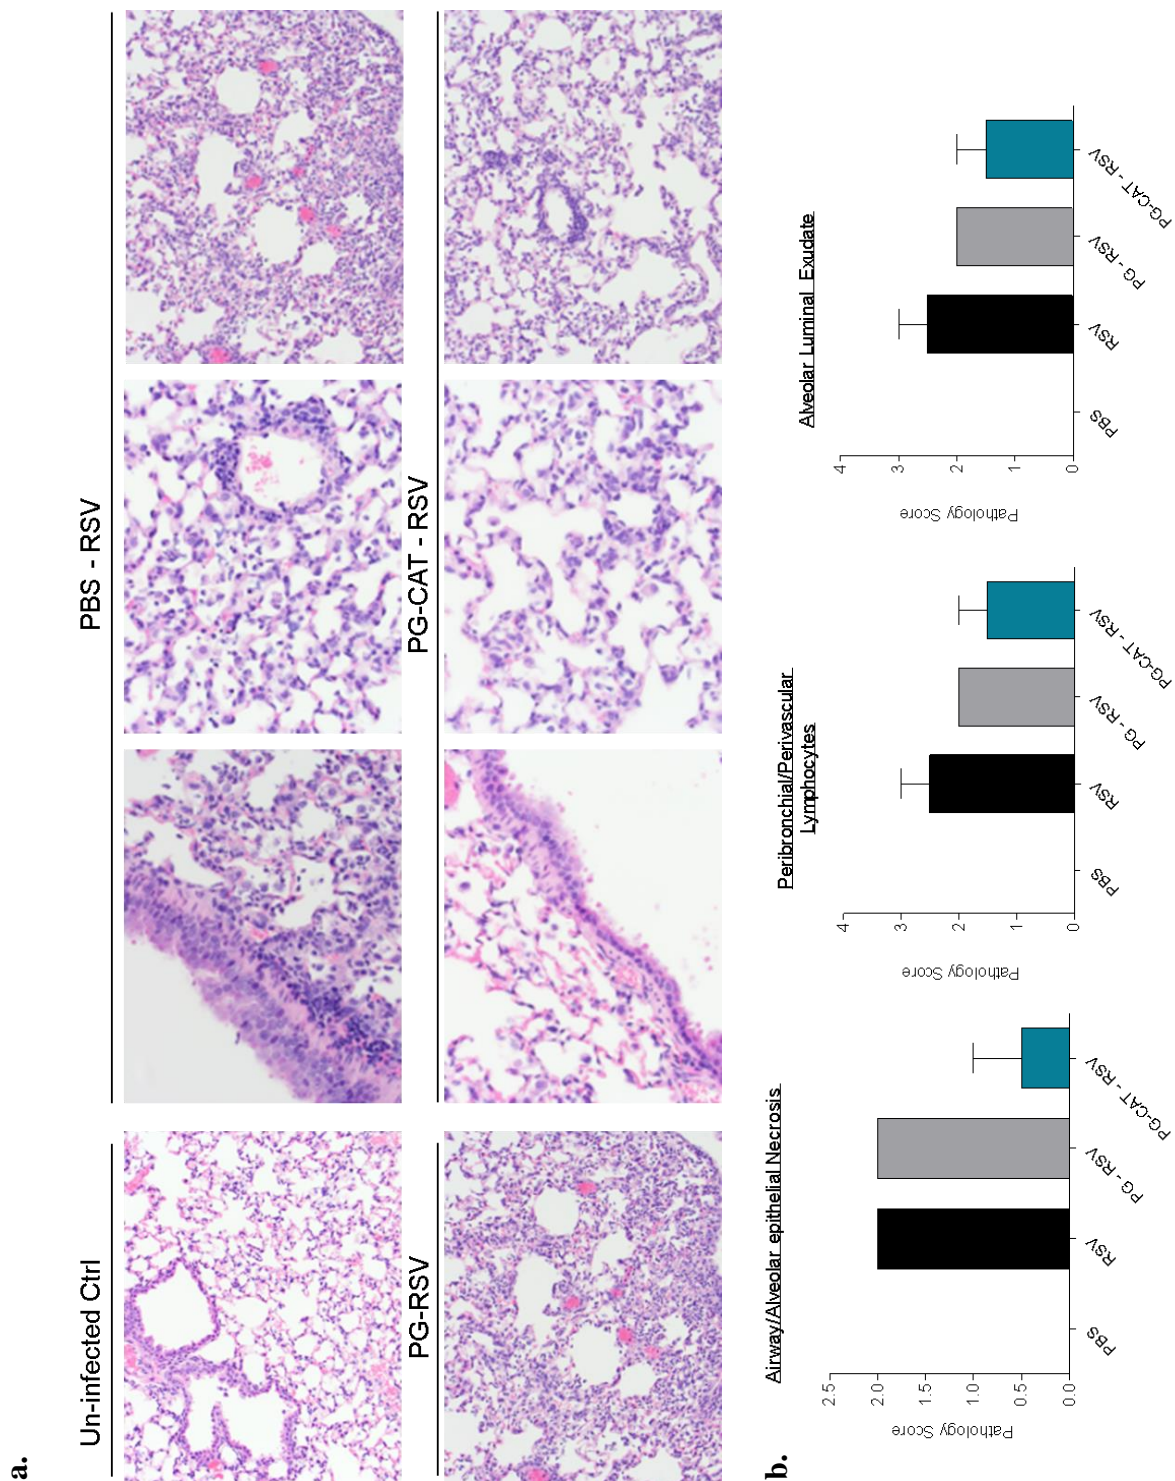 a.
Un-infected Ctrl
PBS - RSV
PG-RSV
PG-CAT - RSV
b.
Airway/Alveolar epithelial Necrosis
Pathology Score
2.5
2.0
1.5
1.0
0.5
0.0
PBS
RSV
PG - RSV
PG-CAT - RSV
Peribronchial/Perivascular
Lymphocytes
Pathology Score
4
3
2
1
0
PBS
RSV
PG - RSV
PG-CAT - RSV
Alveolar Luminal Exudate
Pathology Score
4
3
2
1
0
PBS
RSV
PG - RSV
PG-CAT - RSV